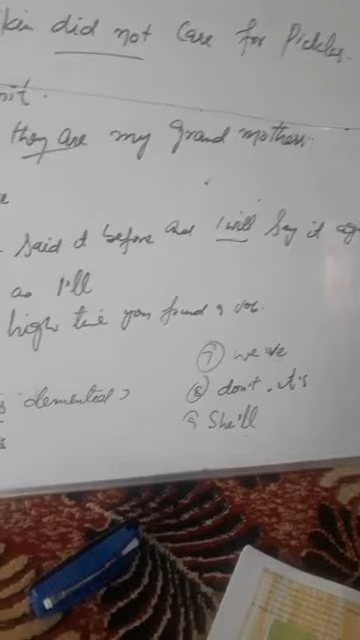 did not Care for Pickles.
they are my Grand mothers.
said it before and I will Say it
as I'll
high time you found a Job.
⑦ we've
demented?
⑧ don't. it's
9 She'll